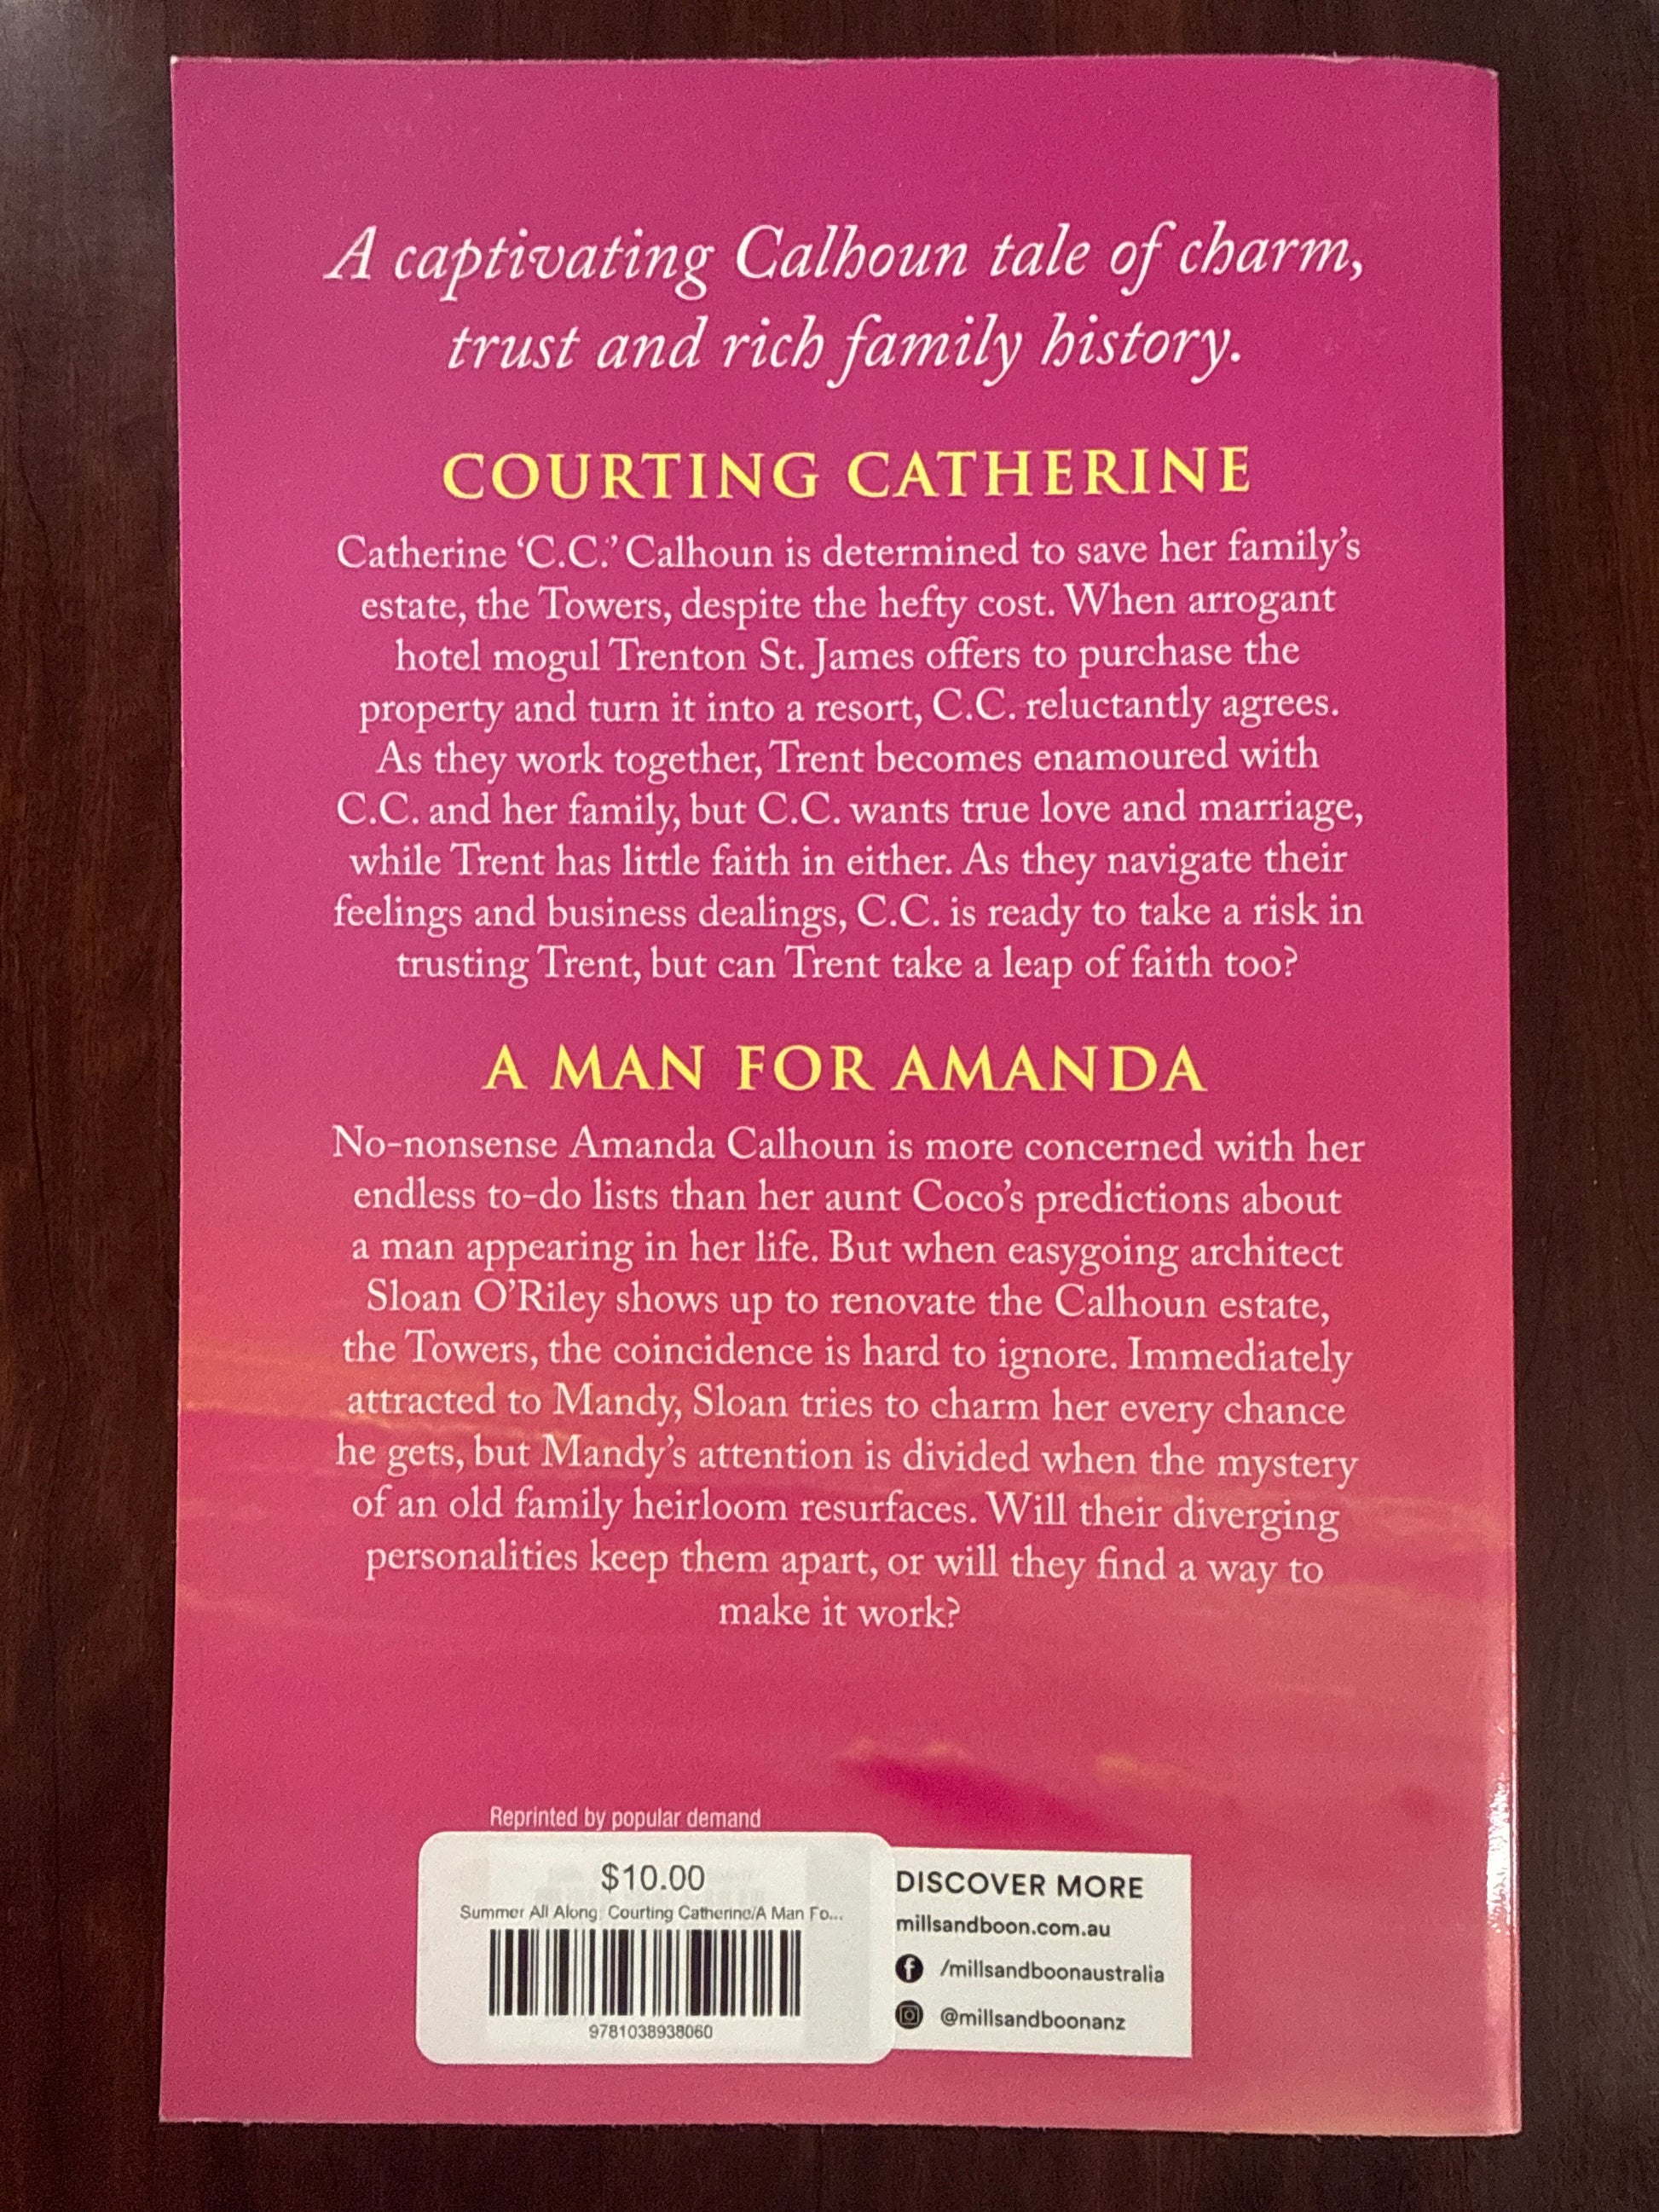 A captivating Calhoun tale of charm,
trust and rich family history.
COURTING CATHERINE
Catherine ‘C.C.’ Calhoun is determined to save her family’s
estate, the Towers, despite the hefty cost. When arrogant
hotel mogul Trenton St. James offers to purchase the
property and turn it into a resort, C.C. reluctantly agrees.
As they work together, Trent becomes enamoured with
C.C. and her family, but C.C. wants true love and marriage,
while Trent has little faith in either. As they navigate their
feelings and business dealings, C.C. is ready to take a risk in
trusting Trent, but can Trent take a leap of faith too?
A MAN FOR AMANDA
No-nonsense Amanda Calhoun is more concerned with her
endless to-do lists than her aunt Coco’s predictions about
a man appearing in her life. But when easygoing architect
Sloan O’Riley shows up to renovate the Calhoun estate,
the Towers, the coincidence is hard to ignore. Immediately
attracted to Mandy, Sloan tries to charm her every chance
he gets, but Mandy’s attention is divided when the mystery
of an old family heirloom resurfaces. Will their diverging
personalities keep them apart, or will they find a way to
make it work?
Reprinted by popular demand
$10.00
Summer All Along: Courting Catherine/A Man Fo...
9781038938060
DISCOVER MORE
millsandboon.com.au
/millsandboonaustralia
@millsandboonanz